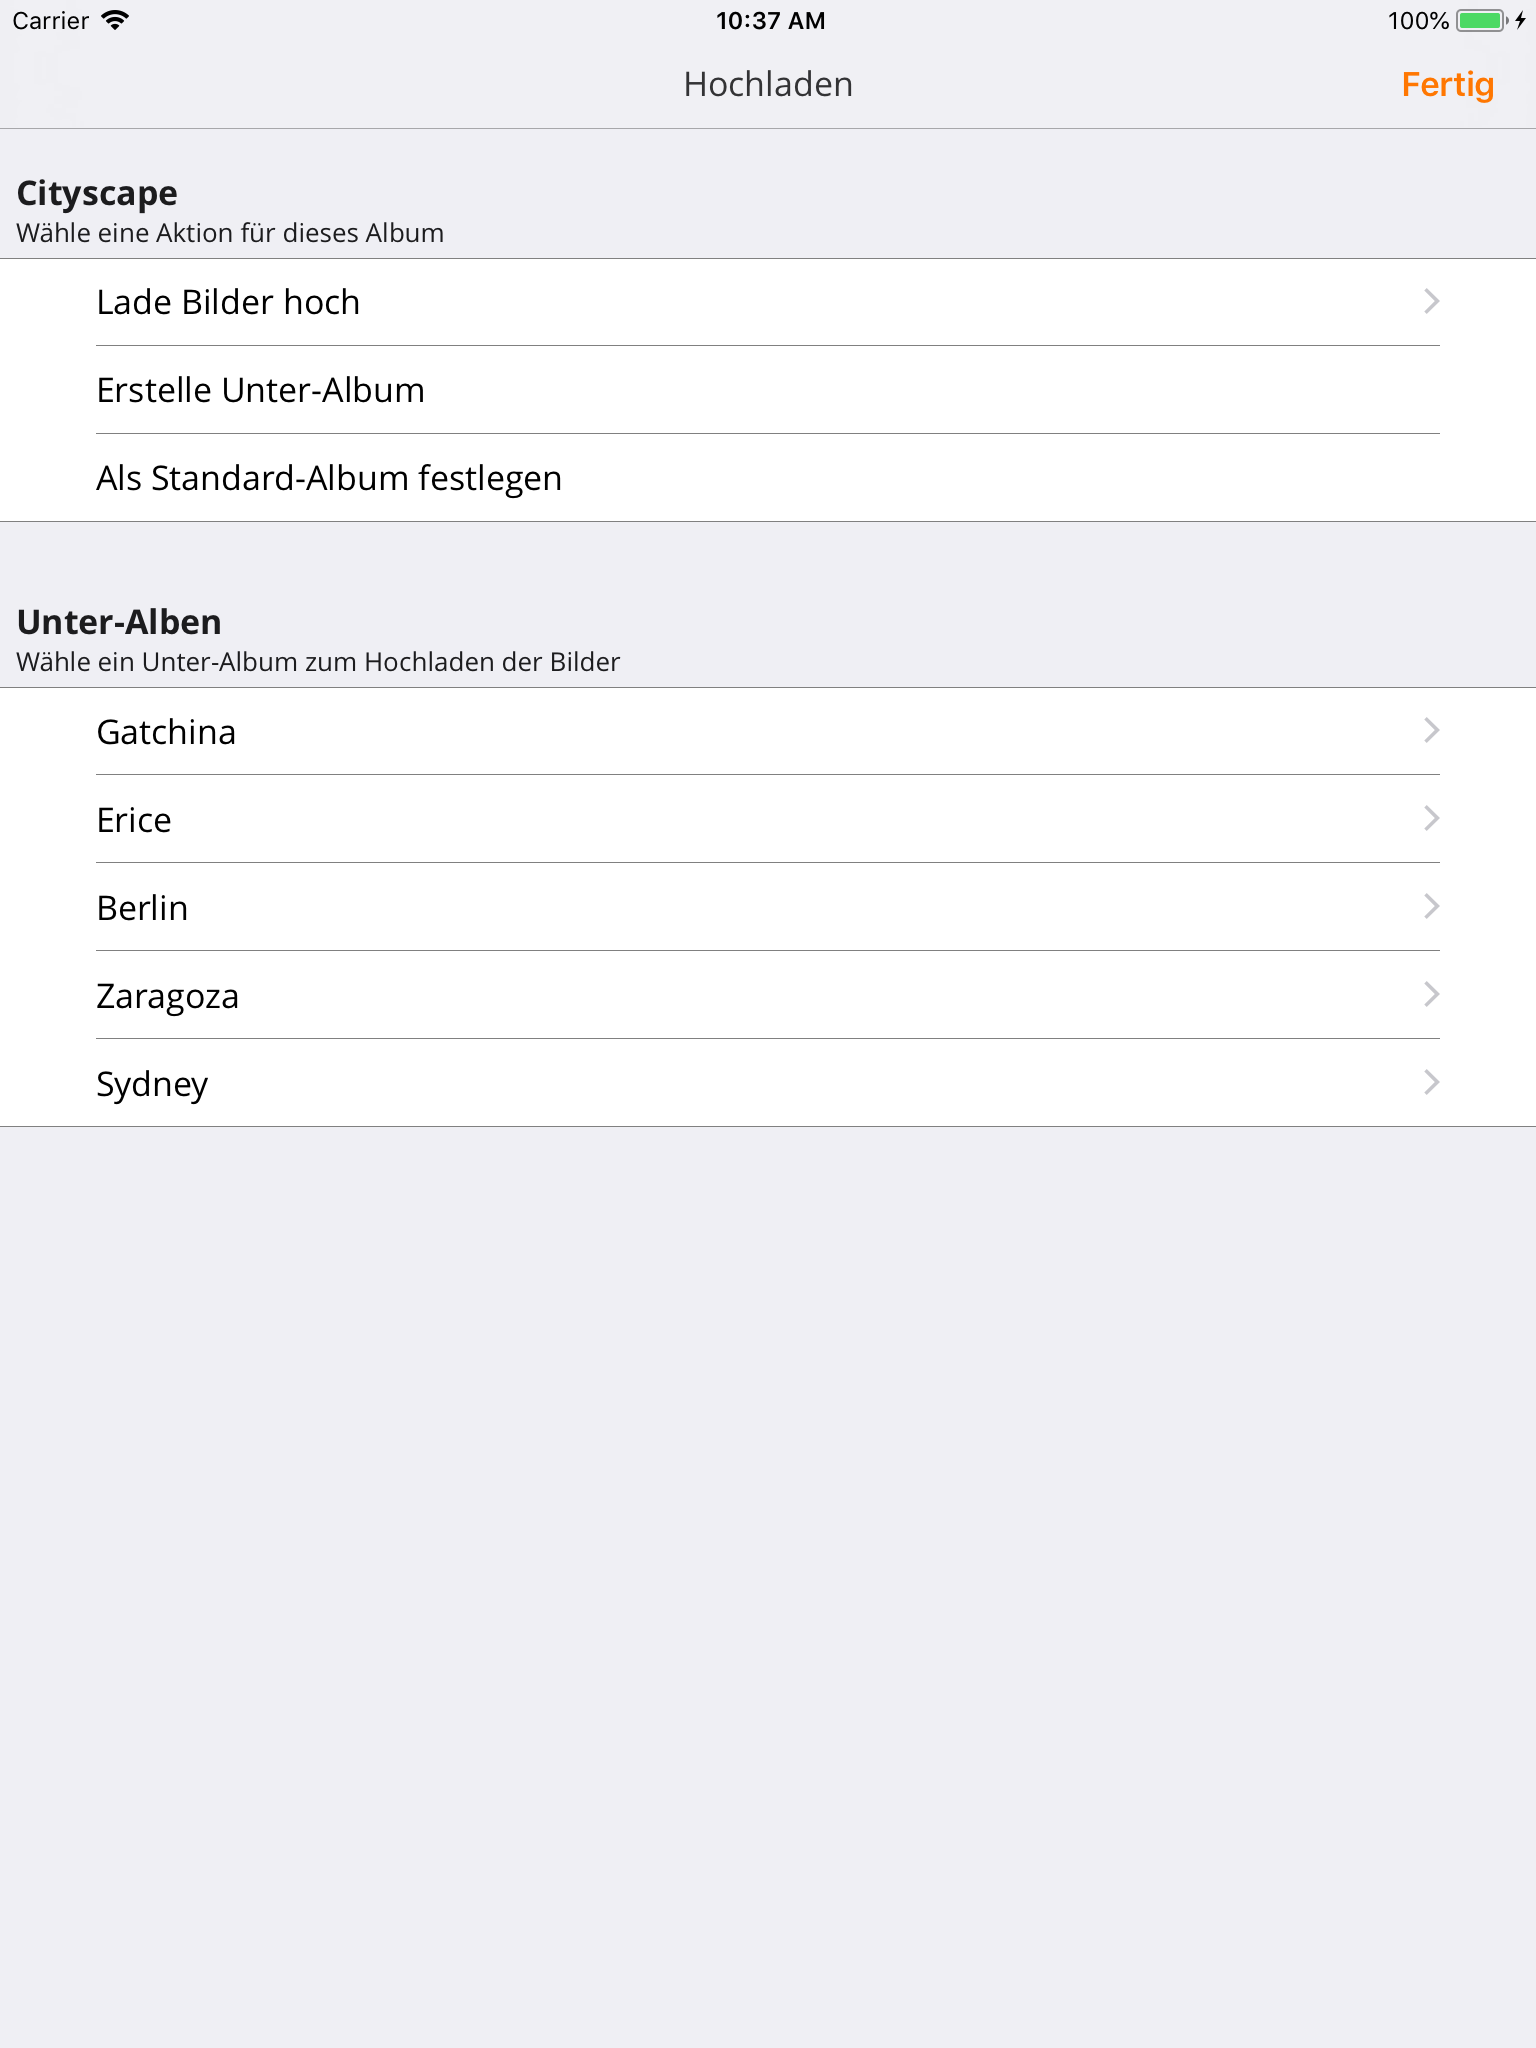 Carrier 10:37 AM 100%
Hochladen Fertig
Cityscape
Wähle eine Aktion für dieses Album
Lade Bilder hoch
Erstelle Unter-Album
Als Standard-Album festlegen
Unter-Alben
Wähle ein Unter-Album zum Hochladen der Bilder
Gatchina
Erice
Berlin
Zaragoza
Sydney